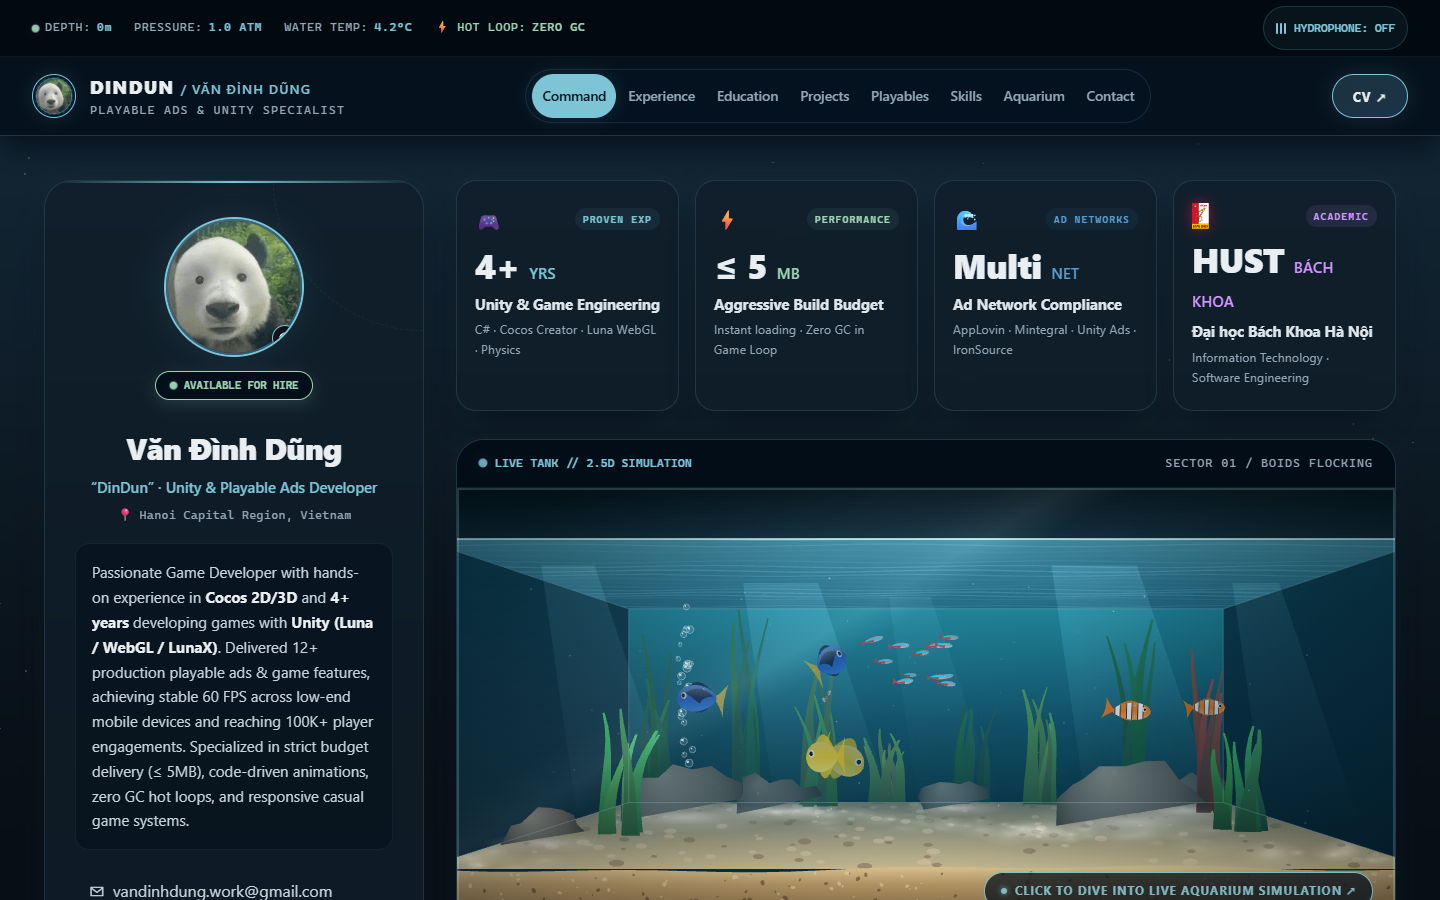 DEPTH: 0m PRESSURE: 1.0 ATM WATER TEMP: 4.2°C HOT LOOP: ZERO GC HYDROPHONE: OFF
DINDUN / VĂN ĐÌNH DŨNG
PLAYABLE ADS & UNITY SPECIALIST
Command Experience Education Projects Playables Skills Aquarium Contact
CV ↗
AVAILABLE FOR HIRE
Văn Đình Dũng
“DinDun” · Unity & Playable Ads Developer
Hanoi Capital Region, Vietnam
Passionate Game Developer with hands-
on experience in Cocos 2D/3D and 4+
years developing games with Unity (Luna
/ WebGL / LunaX). Delivered 12+
production playable ads & game features,
achieving stable 60 FPS across low-end
mobile devices and reaching 100K+ player
engagements. Specialized in strict budget
delivery (≤ 5MB), code-driven animations,
zero GC hot loops, and responsive casual
game systems.
vandinhdung.work@gmail.com
PROVEN EXP
4+ YRS
Unity & Game Engineering
C# · Cocos Creator · Luna WebGL
· Physics
PERFORMANCE
≤ 5 MB
Aggressive Build Budget
Instant loading · Zero GC in
Game Loop
AD NETWORKS
Multi NET
Ad Network Compliance
AppLovin · Mintegral · Unity Ads ·
IronSource
ACADEMIC
HUST BÁCH
KHOA
Đại học Bách Khoa Hà Nội
Information Technology ·
Software Engineering
LIVE TANK // 2.5D SIMULATION
SECTOR 01 / BOIDS FLOCKING
CLICK TO DIVE INTO LIVE AQUARIUM SIMULATION ↗